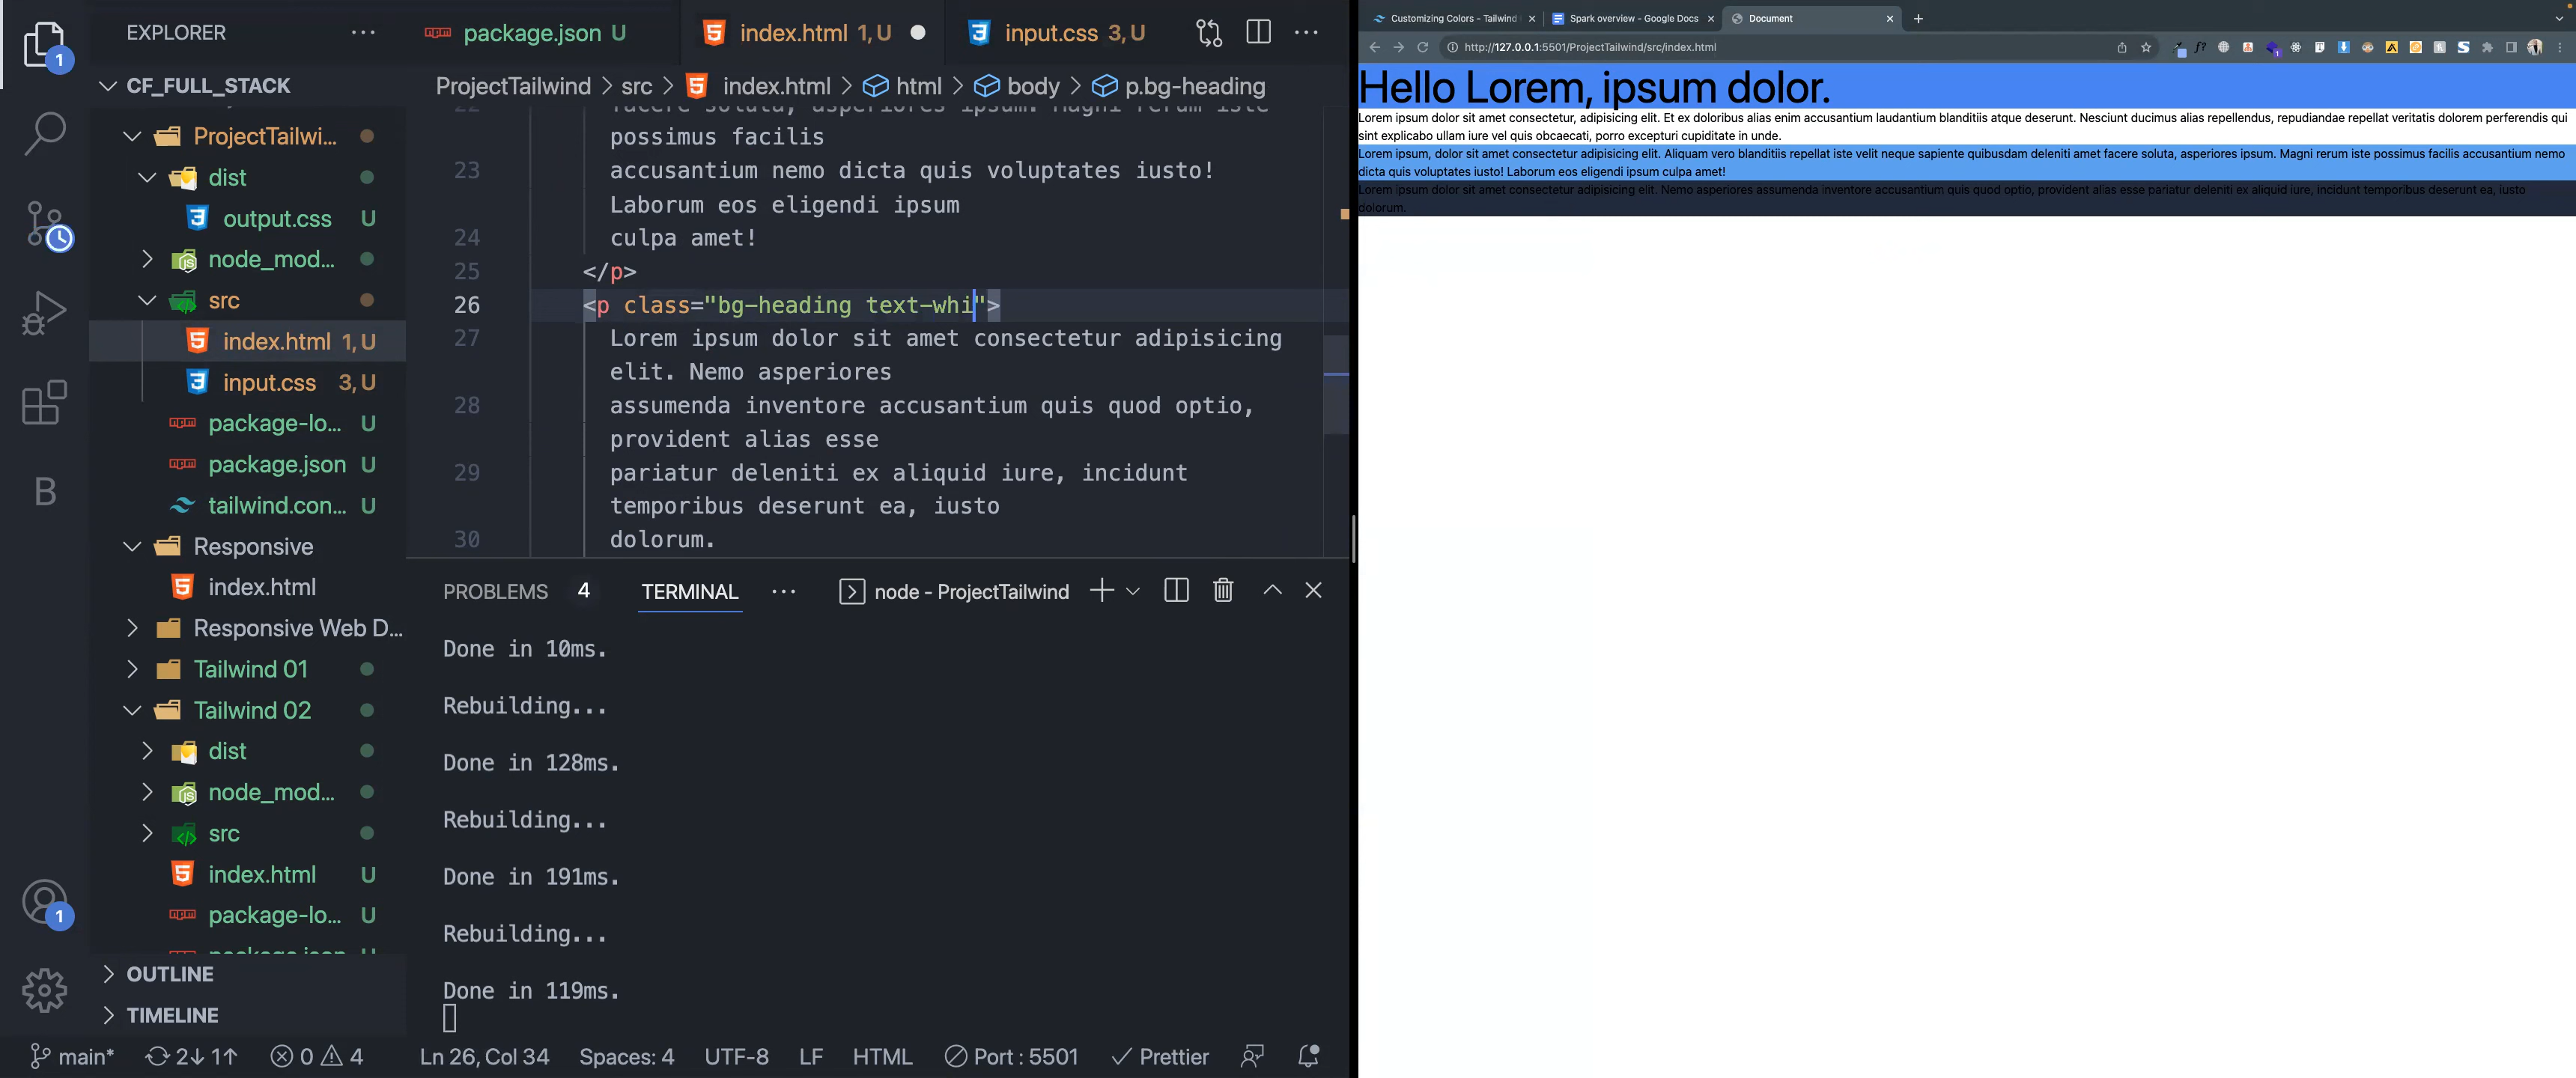 EXPLORER
CF_FULL_STACK
ProjectTailwi...
dist
output.css U
node_mod...
src
index.html 1, U
input.css 3, U
package-lo... U
package.json U
tailwind.con... U
Responsive
index.html
Responsive Web D...
Tailwind 01
Tailwind 02
dist
node_mod...
src
index.html U
package-lo... U
OUTLINE
TIMELINE
1
1
B
package.json U
index.html 1, U
input.css 3, U
ProjectTailwind > src > index.html > html > body > p.bg-heading
22 facere soluta, asperiores ipsum. Magni rerum iste
possimus facilis
23 accusantium nemo dicta quis voluptates iusto!
Laborum eos eligendi ipsum
24 culpa amet!
25 </p>
26 <p class="bg-heading text-whi">
27 Lorem ipsum dolor sit amet consectetur adipisicing
elit. Nemo asperiores
28 assumenda inventore accusantium quis quod optio,
provident alias esse
29 pariatur deleniti ex aliquid iure, incidunt
temporibus deserunt ea, iusto
30 dolorum.
PROBLEMS 4 TERMINAL ... node - ProjectTailwind
Done in 10ms.
Rebuilding...
Done in 128ms.
Rebuilding...
Done in 191ms.
Rebuilding...
Done in 119ms.
main* 2↓ 1↑ 0 4 Ln 26, Col 34 Spaces: 4 UTF-8 LF HTML Port : 5501 Prettier
Customizing Colors - Tailwind
Spark overview - Google Docs
Document
http://127.0.0.1:5501/ProjectTailwind/src/index.html
Hello Lorem, ipsum dolor.
Lorem ipsum dolor sit amet consectetur, adipisicing elit. Et ex doloribus alias enim accusantium laudantium blanditiis atque deserunt. Nesciunt ducimus alias repellendus, repudiandae repellat veritatis dolorem perferendis qui
sint explicabo ullam iure vel quis obcaecati, porro excepturi cupiditate in unde.
Lorem ipsum, dolor sit amet consectetur adipisicing elit. Aliquam vero blanditiis repellat iste velit neque sapiente quibusdam deleniti amet facere soluta, asperiores ipsum. Magni rerum iste possimus facilis accusantium nemo
dicta quis voluptates iusto! Laborum eos eligendi ipsum culpa amet!
Lorem ipsum dolor sit amet consectetur adipisicing elit. Nemo asperiores assumenda inventore accusantium quis quod optio, provident alias esse pariatur deleniti ex aliquid iure, incidunt temporibus deserunt ea, iusto
dolorum.